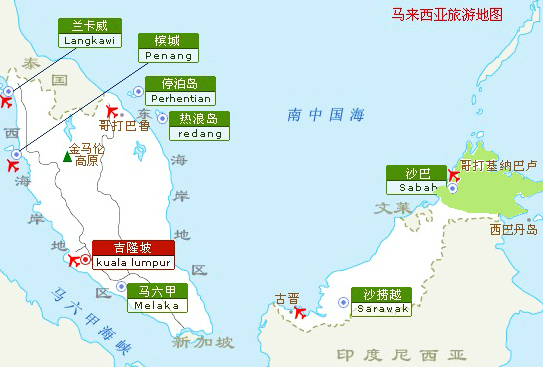 马来西亚旅游地图
兰卡威
Langkawi
槟城
Penang
泰国
停泊岛
Perhentian
热浪岛
redang
哥打巴鲁
金马伦
高原
西海岸地区
东海岸地区
南中国海
沙巴
Sabah
哥打基纳巴卢
文莱
西巴丹岛
吉隆坡
kuala lumpur
马六甲
Melaka
马六甲海峡
新加坡
古晋
沙捞越
Sarawak
印度尼西亚